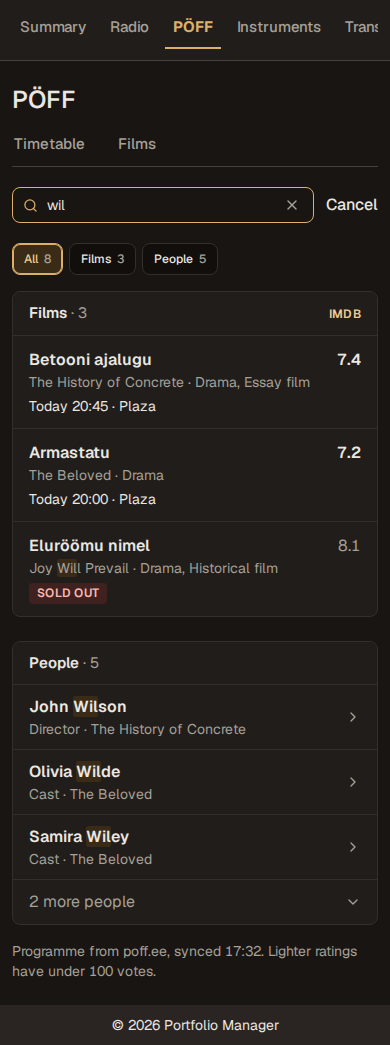 Summary Radio PÖFF Instruments Trans
PÖFF
Timetable Films
wil Cancel
All 8 Films 3 People 5
Films · 3 IMDB
Betooni ajalugu 7.4
The History of Concrete · Drama, Essay film
Today 20:45 · Plaza
Armastatu 7.2
The Beloved · Drama
Today 20:00 · Plaza
Eluröömu nimel 8.1
Joy Will Prevail · Drama, Historical film
SOLD OUT
People · 5
John Wilson
Director · The History of Concrete
Olivia Wilde
Cast · The Beloved
Samira Wiley
Cast · The Beloved
2 more people
Programme from poff.ee, synced 17:32. Lighter ratings
have under 100 votes.
© 2026 Portfolio Manager